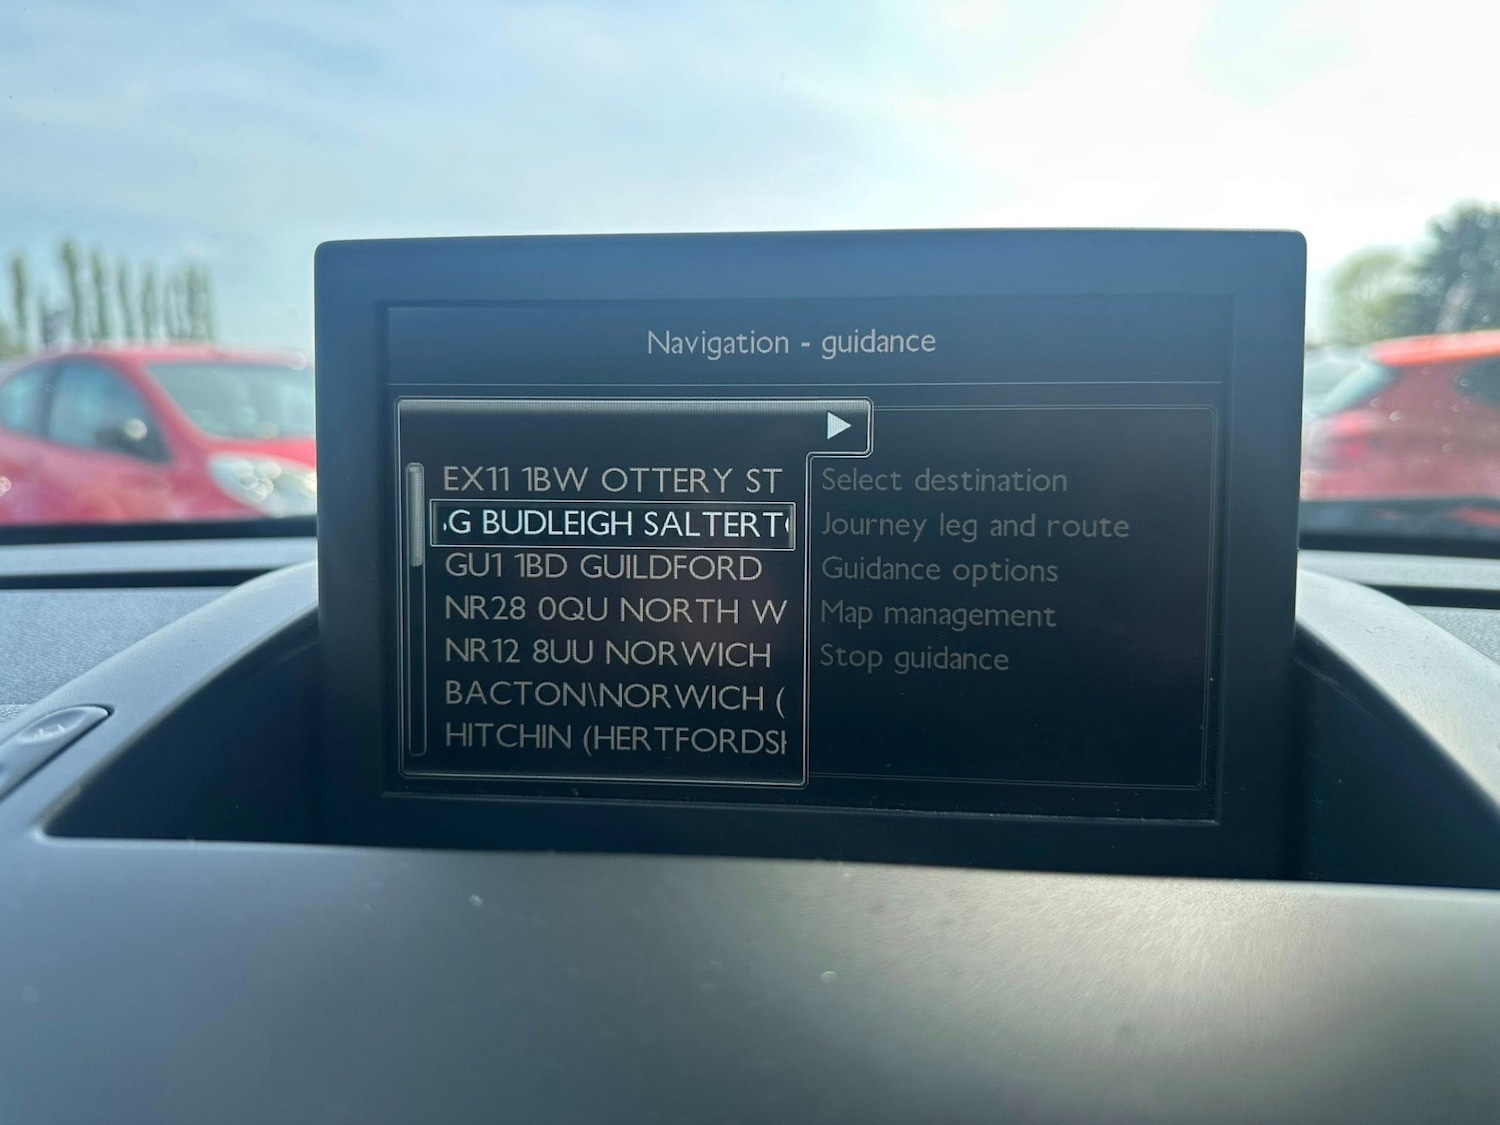 Navigation - guidance
EX11 1BW OTTERY ST
G BUDLEIGH SALTERT
GU1 1BD GUILDFORD
NR28 0QU NORTH W
NR12 8UU NORWICH
BACTON\NORWICH (
HITCHIN (HERTFORDSH
Select destination
Journey leg and route
Guidance options
Map management
Stop guidance